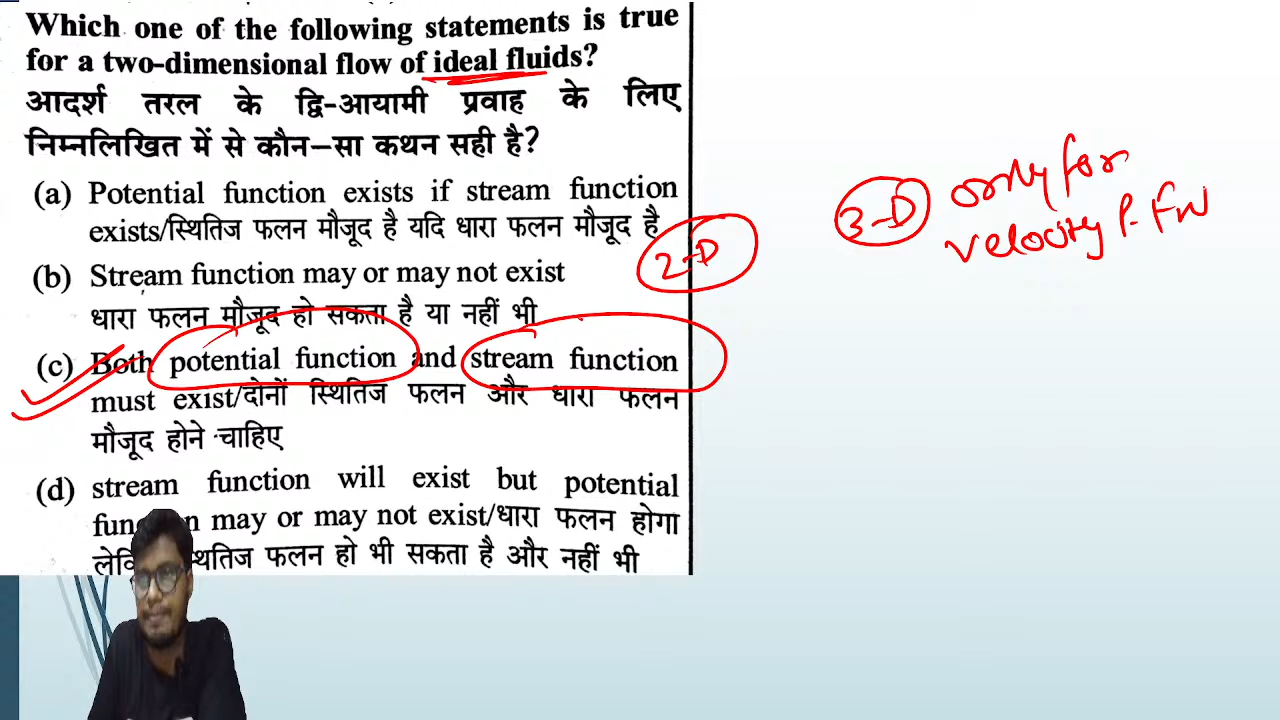 Which one of the following statements is true
for a two-dimensional flow of ideal fluids?
आदर्श तरल के द्वि-आयामी प्रवाह के लिए
निम्नलिखित में से कौन–सा कथन सही है?
(a) Potential function exists if stream function
exists/स्थितिज फलन मौजूद है यदि धारा फलन मौजूद है
(b) Stream function may or may not exist
धारा फलन मौजूद हो सकता है या नहीं भी
(c) Both potential function and stream function
must exist/दोनों स्थितिज फलन और धारा फलन
मौजूद होने चाहिए
(d) stream function will exist but potential
may or may not exist/धारा फलन होगा
फलन हो भी सकता है और नहीं भी
2-D
3-D only for
velocity P. Fn